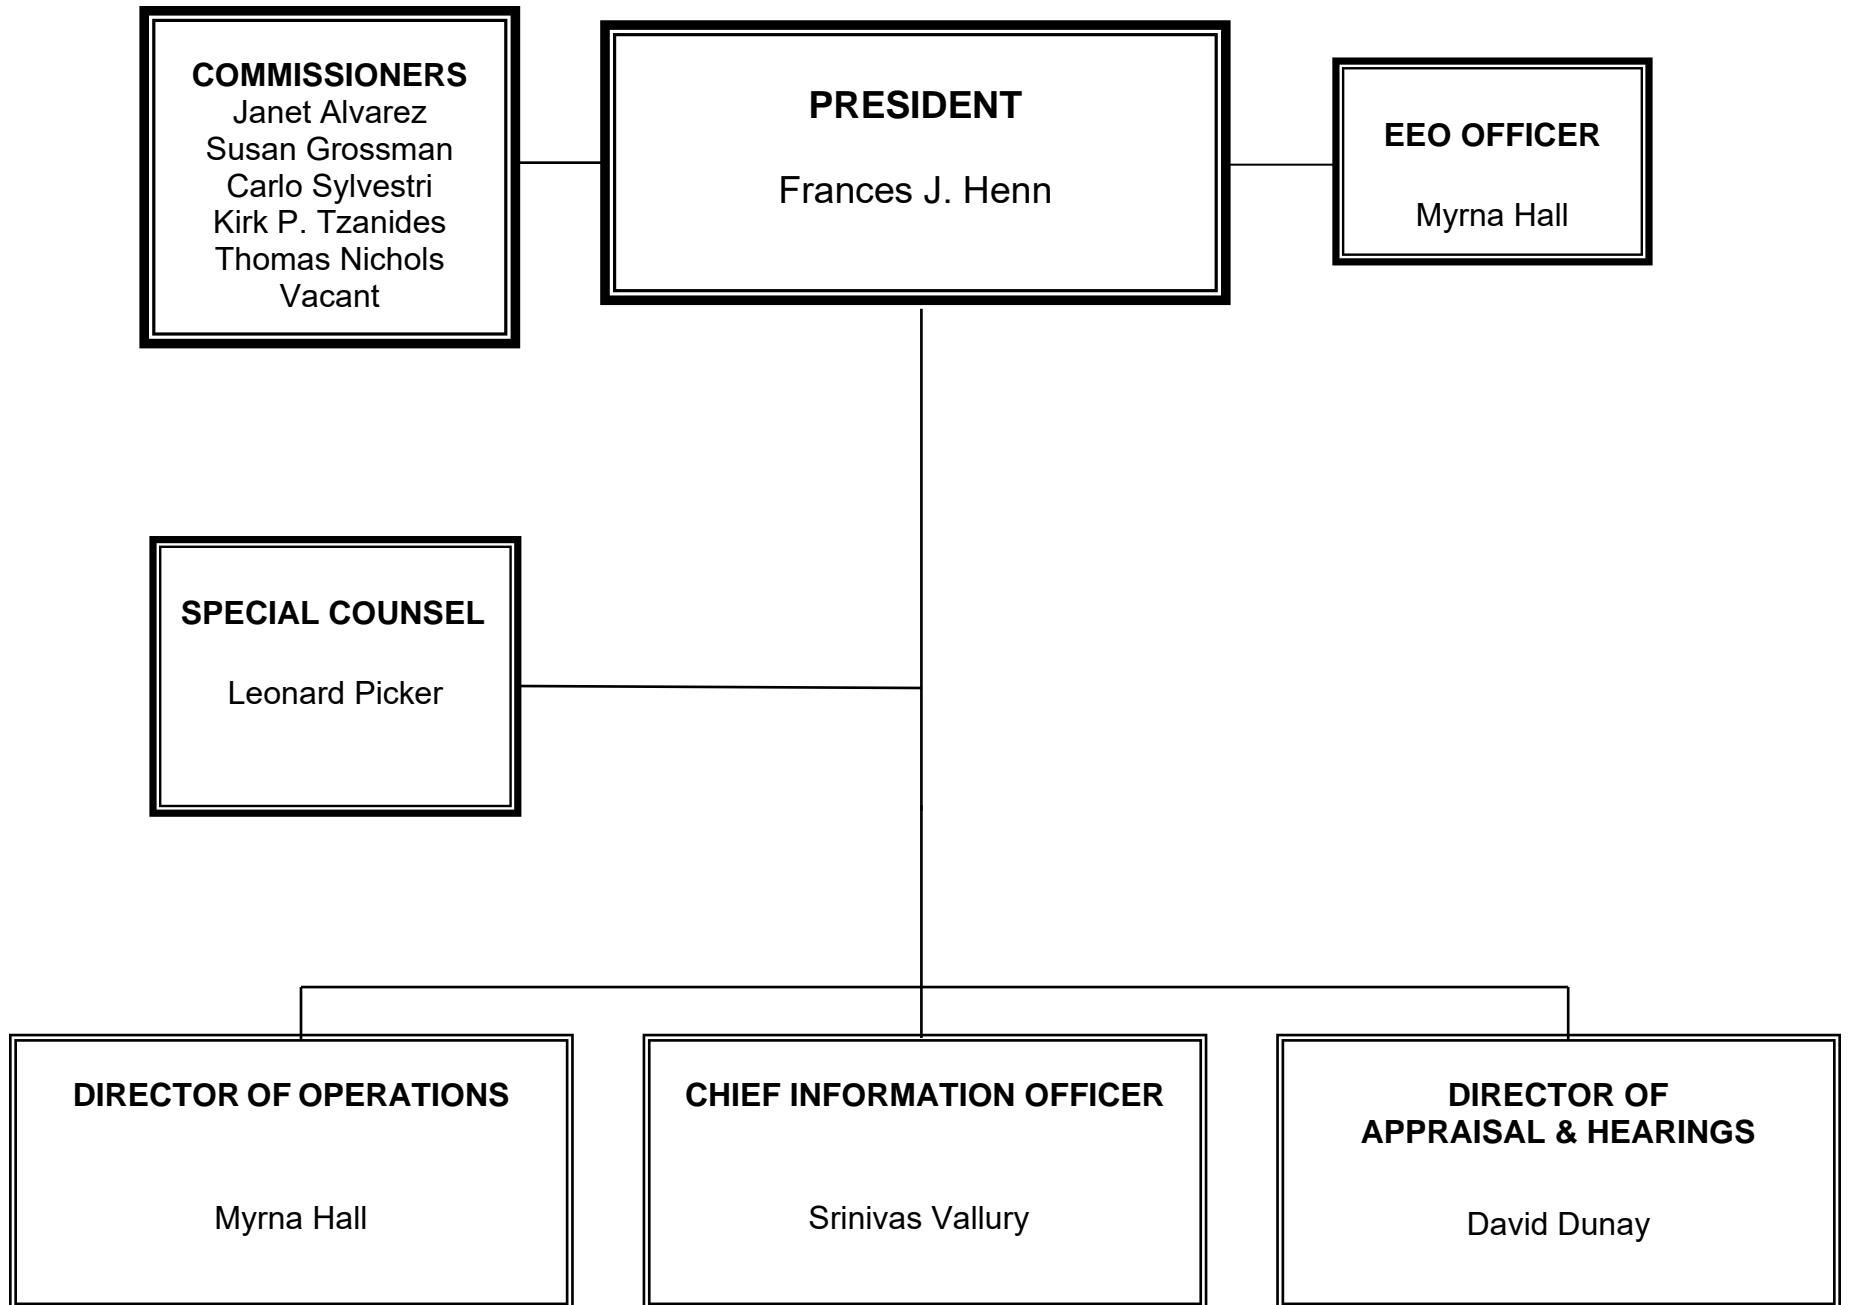 COMMISSIONERS
Janet Alvarez
Susan Grossman
Carlo Sylvestri
Kirk P. Tzanides
Thomas Nichols
Vacant
PRESIDENT
Frances J. Henn
EEO OFFICER
Myrna Hall
SPECIAL COUNSEL
Leonard Picker
DIRECTOR OF OPERATIONS
Myrna Hall
CHIEF INFORMATION OFFICER
Srinivas Vallury
DIRECTOR OF
APPRAISAL & HEARINGS
David Dunay